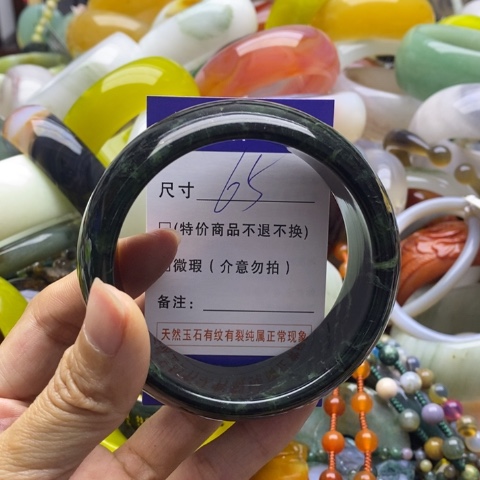 尺寸 65
(特价商品不退不换)
微瑕(介意勿拍)
备注:
天然玉石有纹有裂纯属正常现象